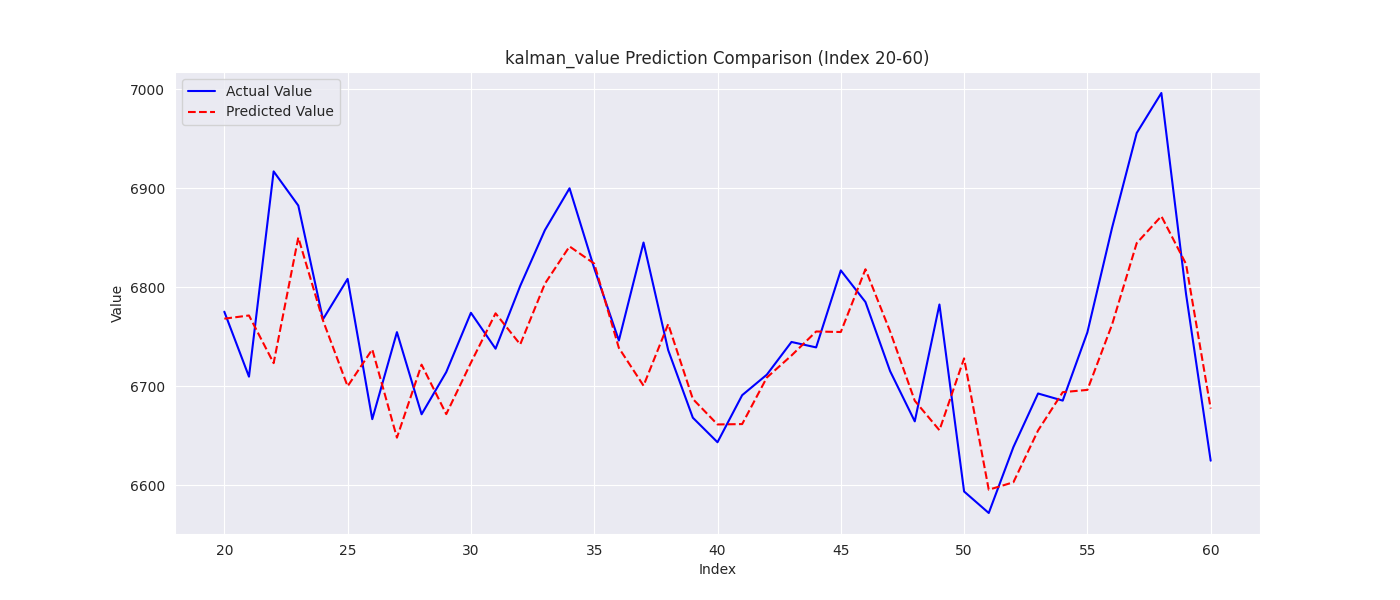 kalman_value Prediction Comparison (Index 20-60)
Actual Value
Predicted Value
7000
6900
6800
6700
6600
Value
20 25 30 35 40 45 50 55 60
Index